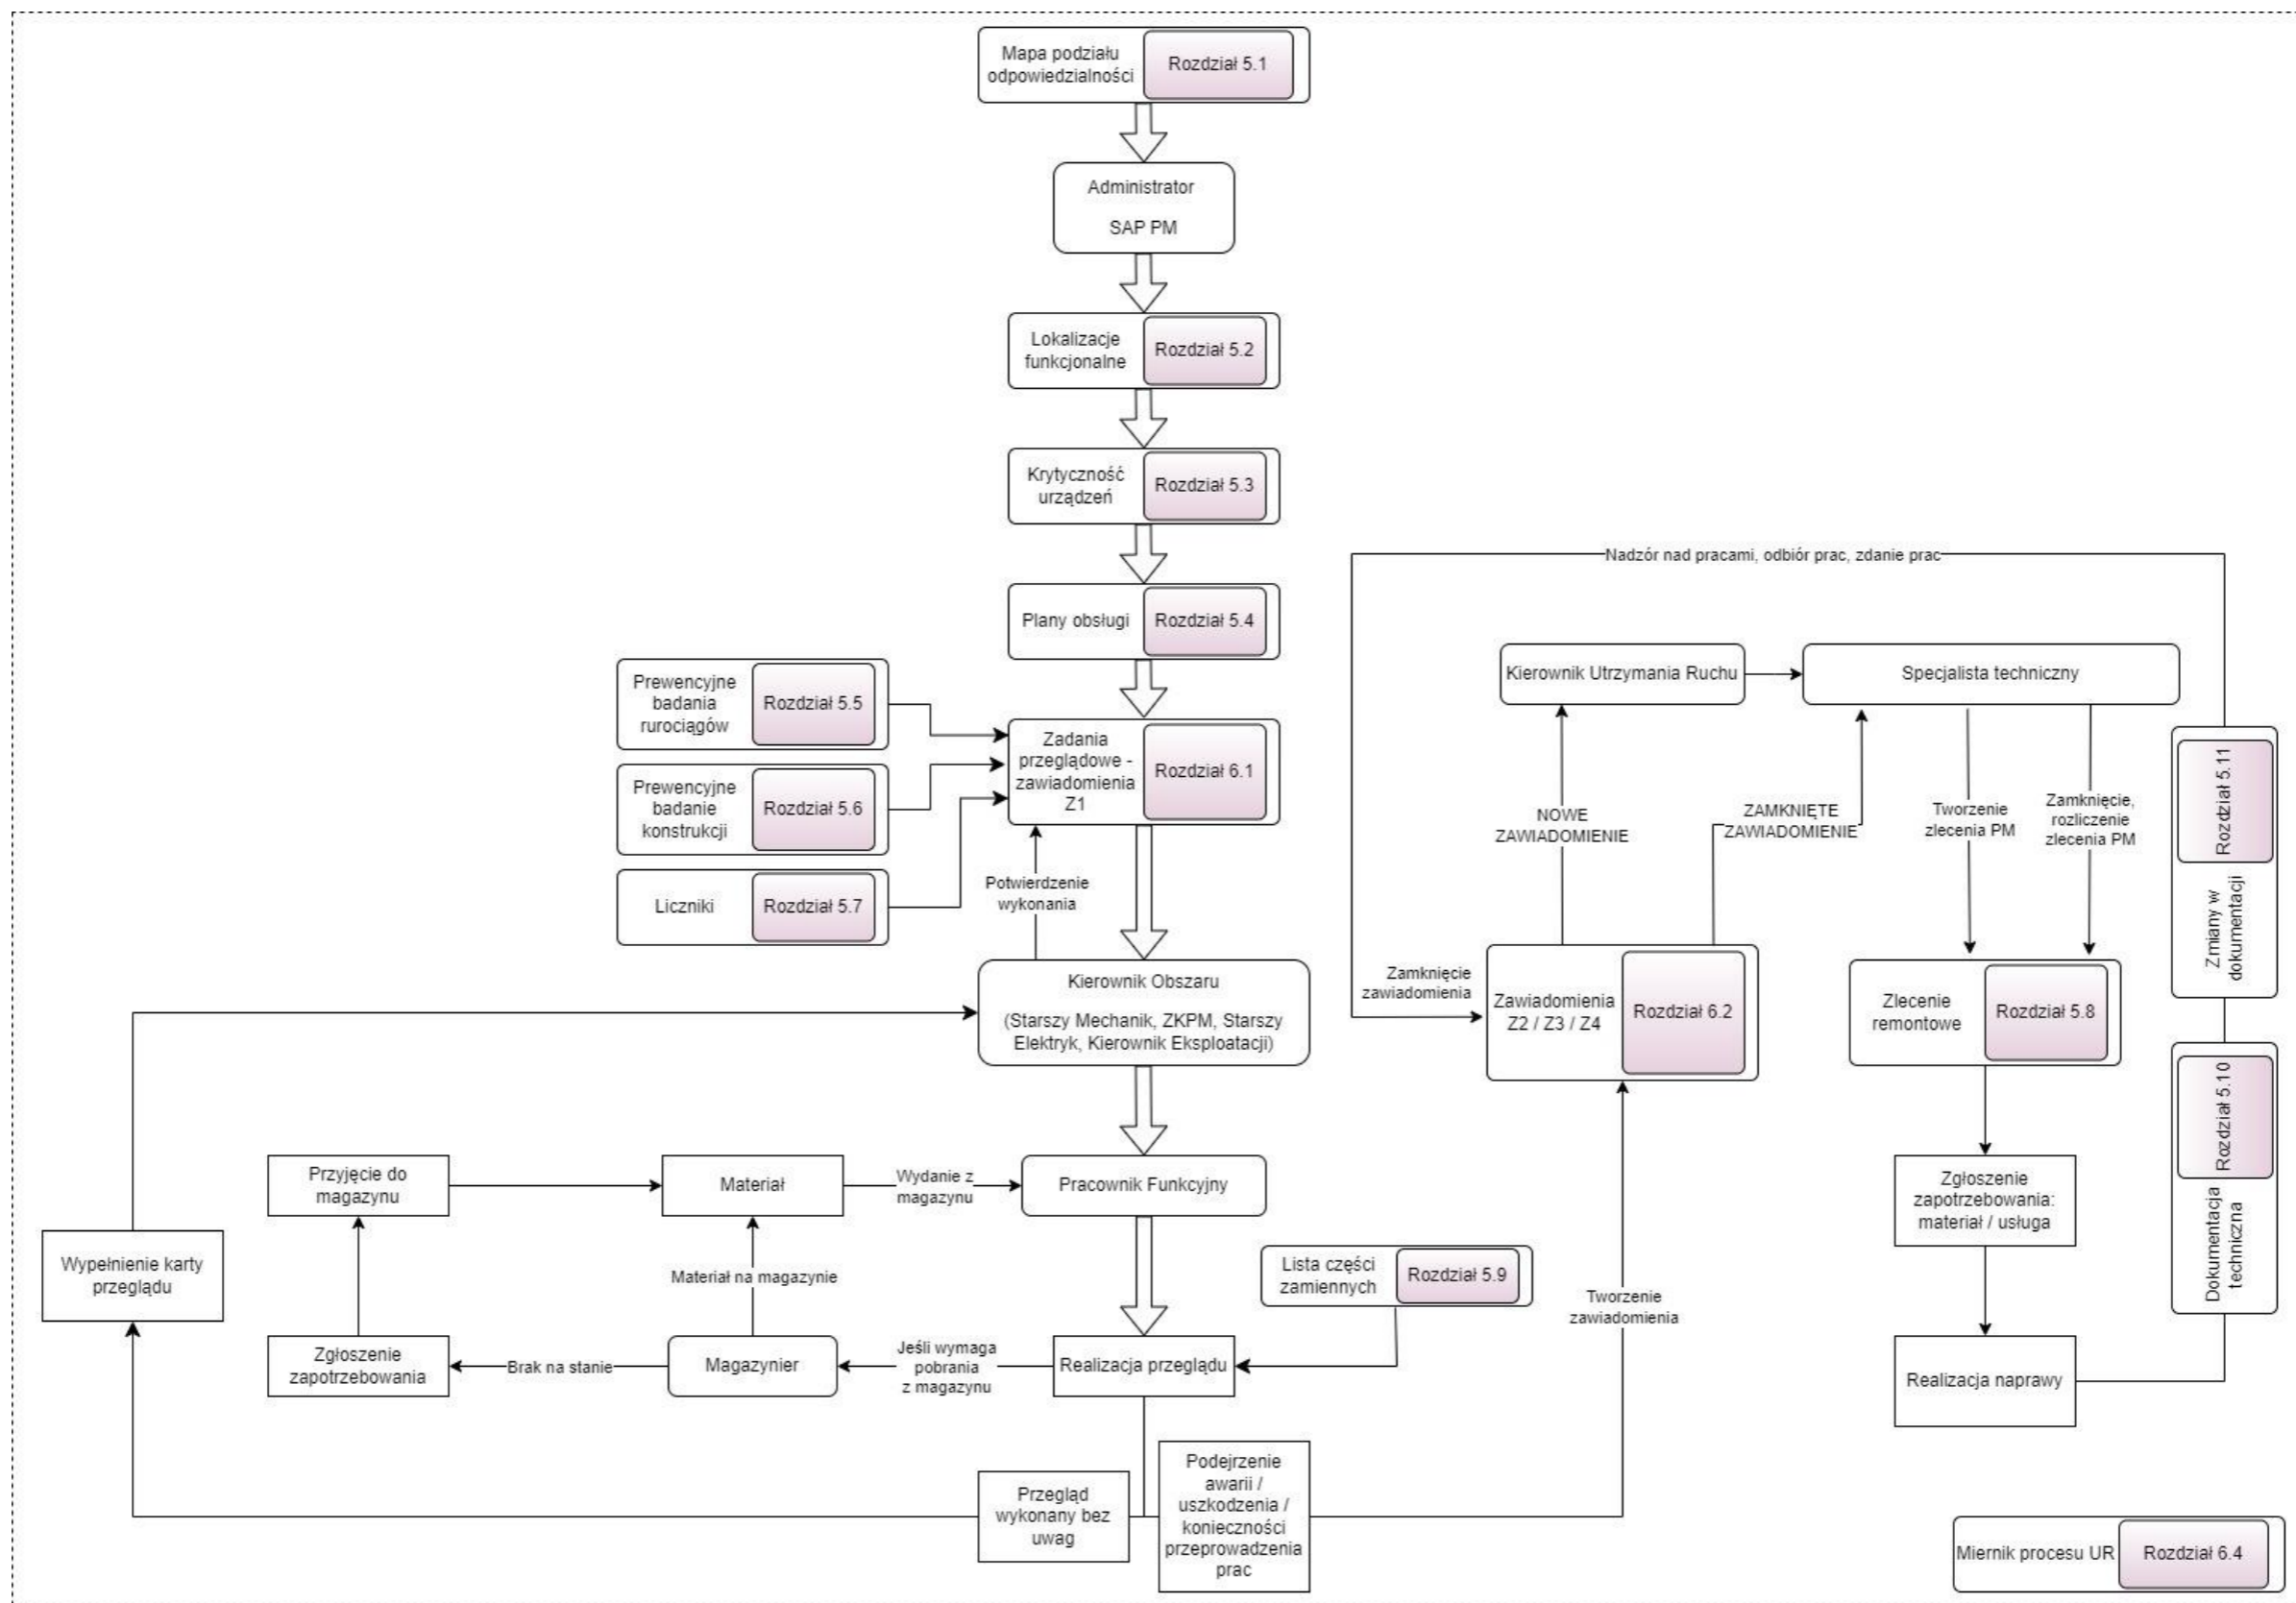 Mapa podziału
odpowiedzialności
Rozdział 5.1
Administrator
SAP PM
Lokalizacje
funkcjonalne
Rozdział 5.2
Krytyczność
urządzeń
Rozdział 5.3
Plany obsługi
Rozdział 5.4
Prewencyjne
badania
rurociągów
Rozdział 5.5
Prewencyjne
badanie
konstrukcji
Rozdział 5.6
Liczniki
Rozdział 5.7
Zadania
przeglądowe -
zawiadomienia
Z1
Rozdział 6.1
Potwierdzenie
wykonania
Kierownik Obszaru
(Starszy Mechanik, ZKPM, Starszy
Elektryk, Kierownik Eksploatacji)
Nadzór nad pracami, odbiór prac, zdanie prac
Kierownik Utrzymania Ruchu
Specjalista techniczny
NOWE
ZAWIADOMIENIE
ZAMKNIĘTE
ZAWIADOMIENIE
Tworzenie
zlecenia PM
Zamknięcie,
rozliczenie
zlecenia PM
Rozdział 5.11
Zmiany w
dokumentacji
Zamknięcie
zawiadomienia
Zawiadomienia
Z2 / Z3 / Z4
Rozdział 6.2
Zlecenie
remontowe
Rozdział 5.8
Rozdział 5.10
Dokumentacja
techniczna
Przyjęcie do
magazynu
Materiał
Wydanie z
magazynu
Pracownik Funkcyjny
Zgłoszenie
zapotrzebowania:
materiał / usługa
Wypełnienie karty
przeglądu
Materiał na magazynie
Lista części
zamiennych
Rozdział 5.9
Tworzenie
zawiadomienia
Zgłoszenie
zapotrzebowania
Brak na stanie
Magazynier
Jeśli wymaga
pobrania
z magazynu
Realizacja przeglądu
Realizacja naprawy
Przegląd
wykonany bez
uwag
Podejrzenie
awarii /
uszkodzenia /
konieczności
przeprowadzenia
prac
Miernik procesu UR
Rozdział 6.4